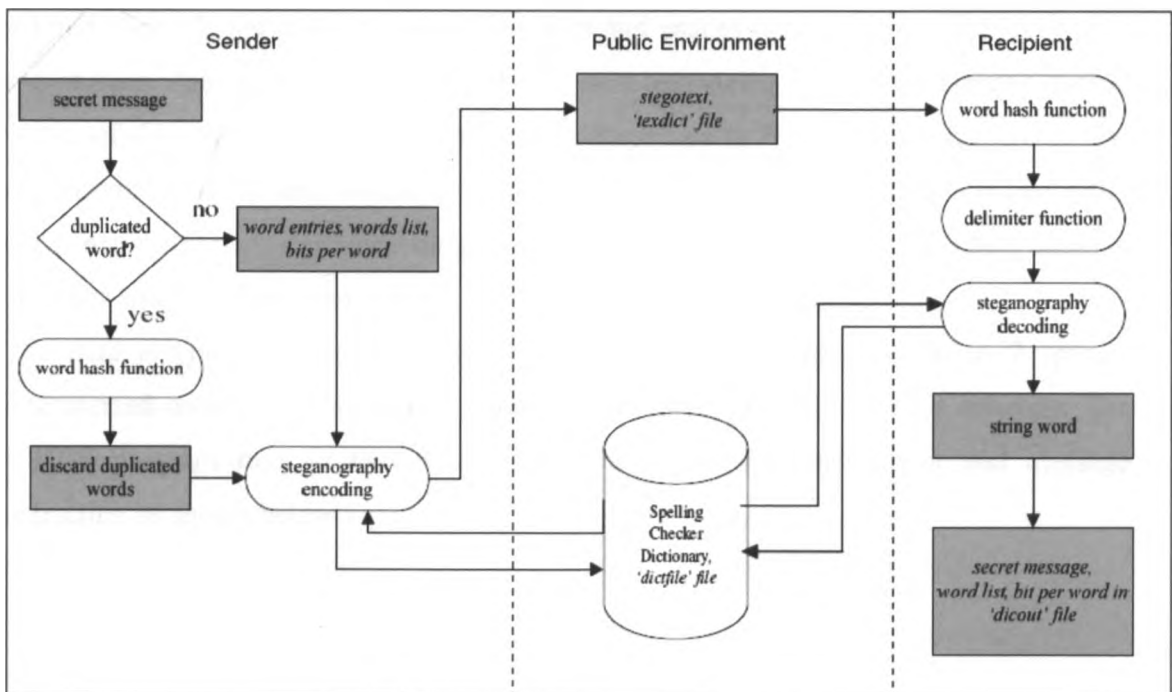 Sender
Public Environment
Recipient
secret message
duplicated
word?
no
yes
word entries, words list,
bits per word
word hash function
discard duplicated
words
steganography
encoding
stegotext,
'texdict' file
Spelling
Checker
Dictionary,
'dictfile' file
word hash function
delimiter function
steganography
decoding
string word
secret message,
word list, bit per word in
'dicout' file